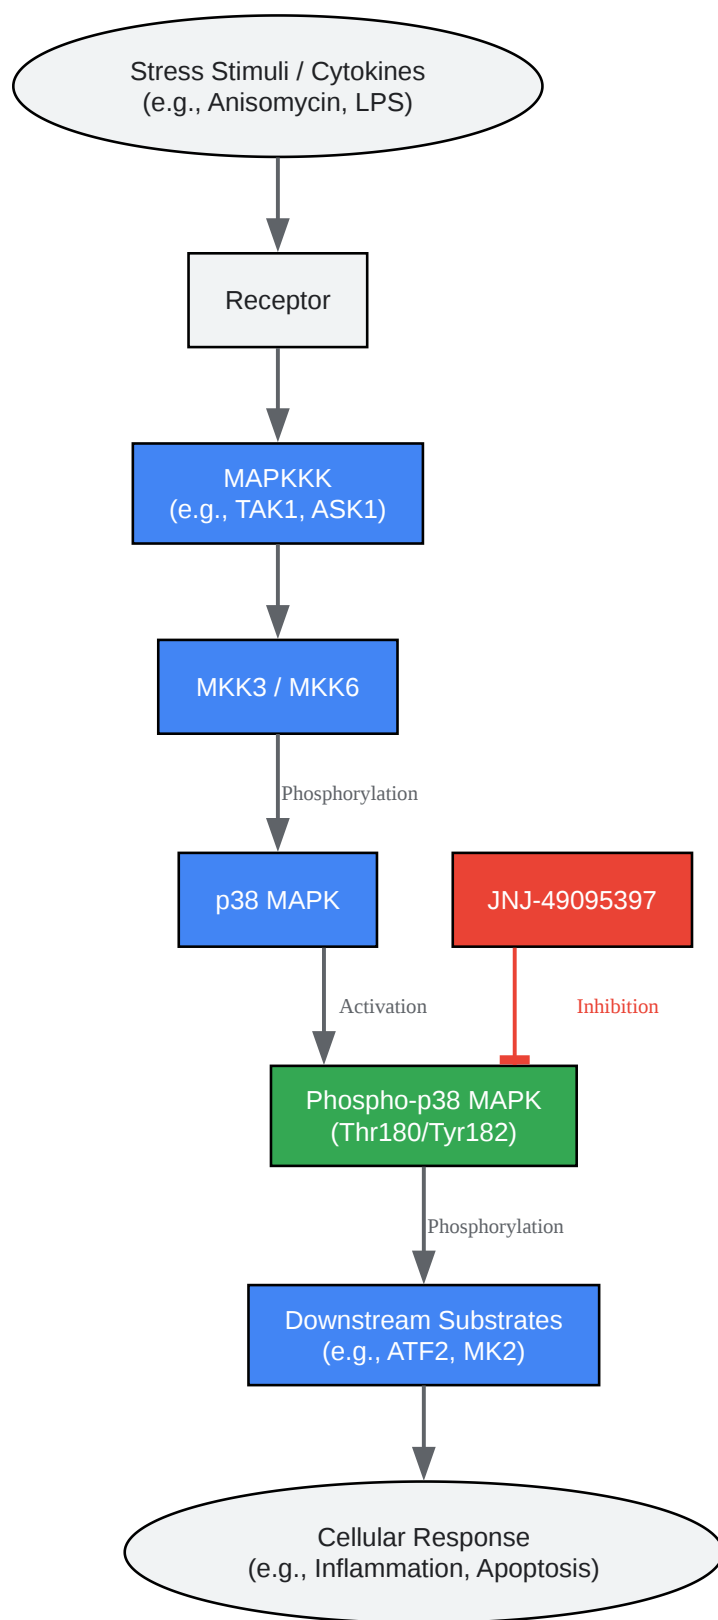 Stress Stimuli / Cytokines
(e.g., Anisomycin, LPS)
Receptor
MAPKKK
(e.g., TAK1, ASK1)
MKK3 / MKK6
Phosphorylation
p38 MAPK
JNJ-49095397
Activation
Inhibition
Phospho-p38 MAPK
(Thr180/Tyr182)
Phosphorylation
Downstream Substrates
(e.g., ATF2, MK2)
Cellular Response
(e.g., Inflammation, Apoptosis)